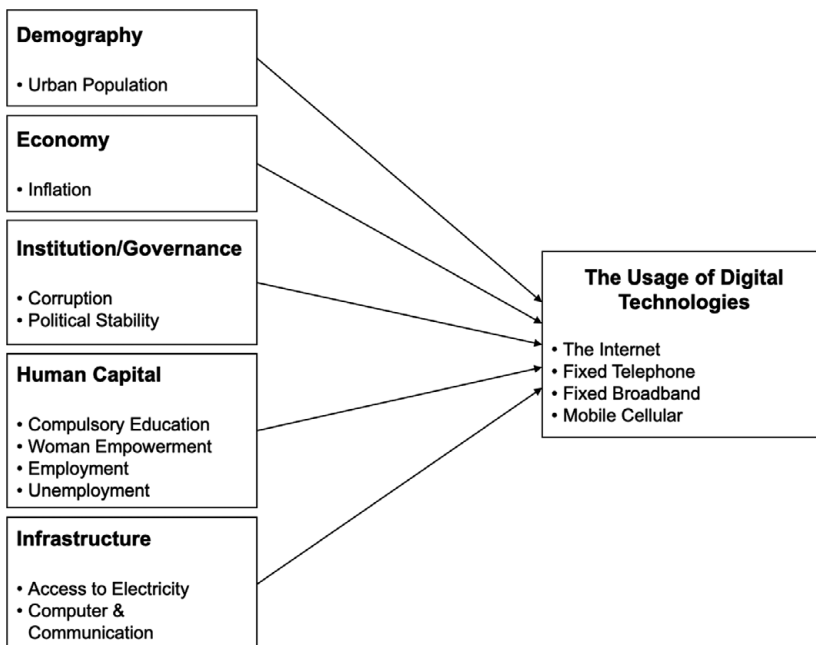 Demography
• Urban Population
Economy
• Inflation
Institution/Governance
• Corruption
• Political Stability
Human Capital
• Compulsory Education
• Woman Empowerment
• Employment
• Unemployment
Infrastructure
• Access to Electricity
• Computer &
Communication
The Usage of Digital
Technologies
• The Internet
• Fixed Telephone
• Fixed Broadband
• Mobile Cellular